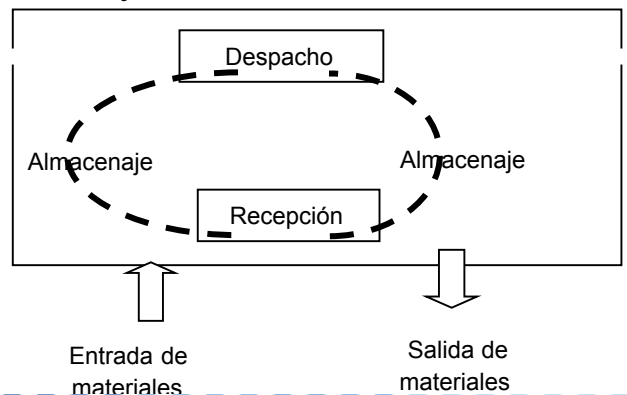 Despacho
Almacenaje
Almacenaje
Recepción
Entrada de
materiales
Salida de
materiales